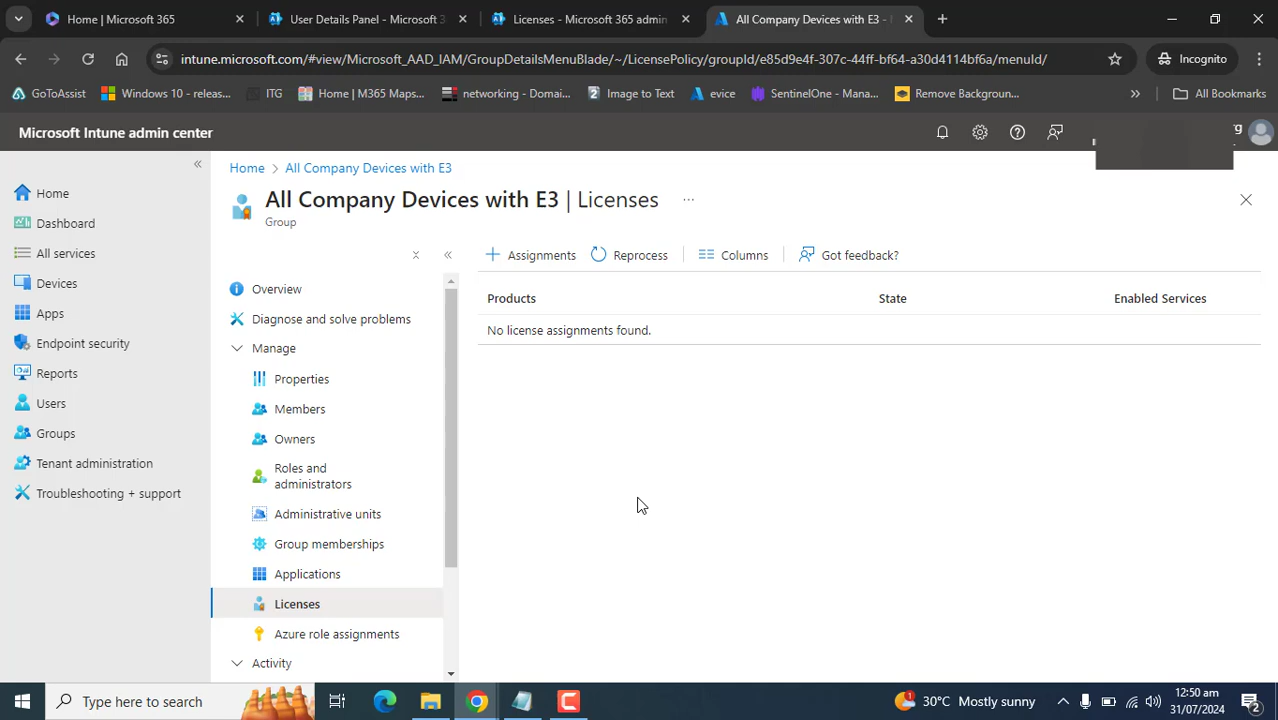 Home | Microsoft 365
User Details Panel - Microsoft 3
Licenses - Microsoft 365 admin
All Company Devices with E3 -
intune.microsoft.com/#view/Microsoft_AAD_IAM/GroupDetailsMenuBlade/~/LicensePolicy/groupId/e85d9e4f-307c-44ff-bf64-a30d4114bf6a/menuId/
Incognito
GoToAssist
Windows 10 - releas...
ITG
Home | M365 Maps...
networking - Domai...
Image to Text
evice
SentinelOne - Mana...
Remove Backgroun...
All Bookmarks
Microsoft Intune admin center
Home > All Company Devices with E3
All Company Devices with E3 | Licenses ...
Group
Home
Dashboard
All services
Devices
Apps
Endpoint security
Reports
Users
Groups
Tenant administration
Troubleshooting + support
Overview
Diagnose and solve problems
Manage
Properties
Members
Owners
Roles and
administrators
Administrative units
Group memberships
Applications
Licenses
Azure role assignments
Activity
+ Assignments
Reprocess
Columns
Got feedback?
Products
State
Enabled Services
No license assignments found.
Type here to search
1
30°C Mostly sunny
12:50 am
31/07/2024
2